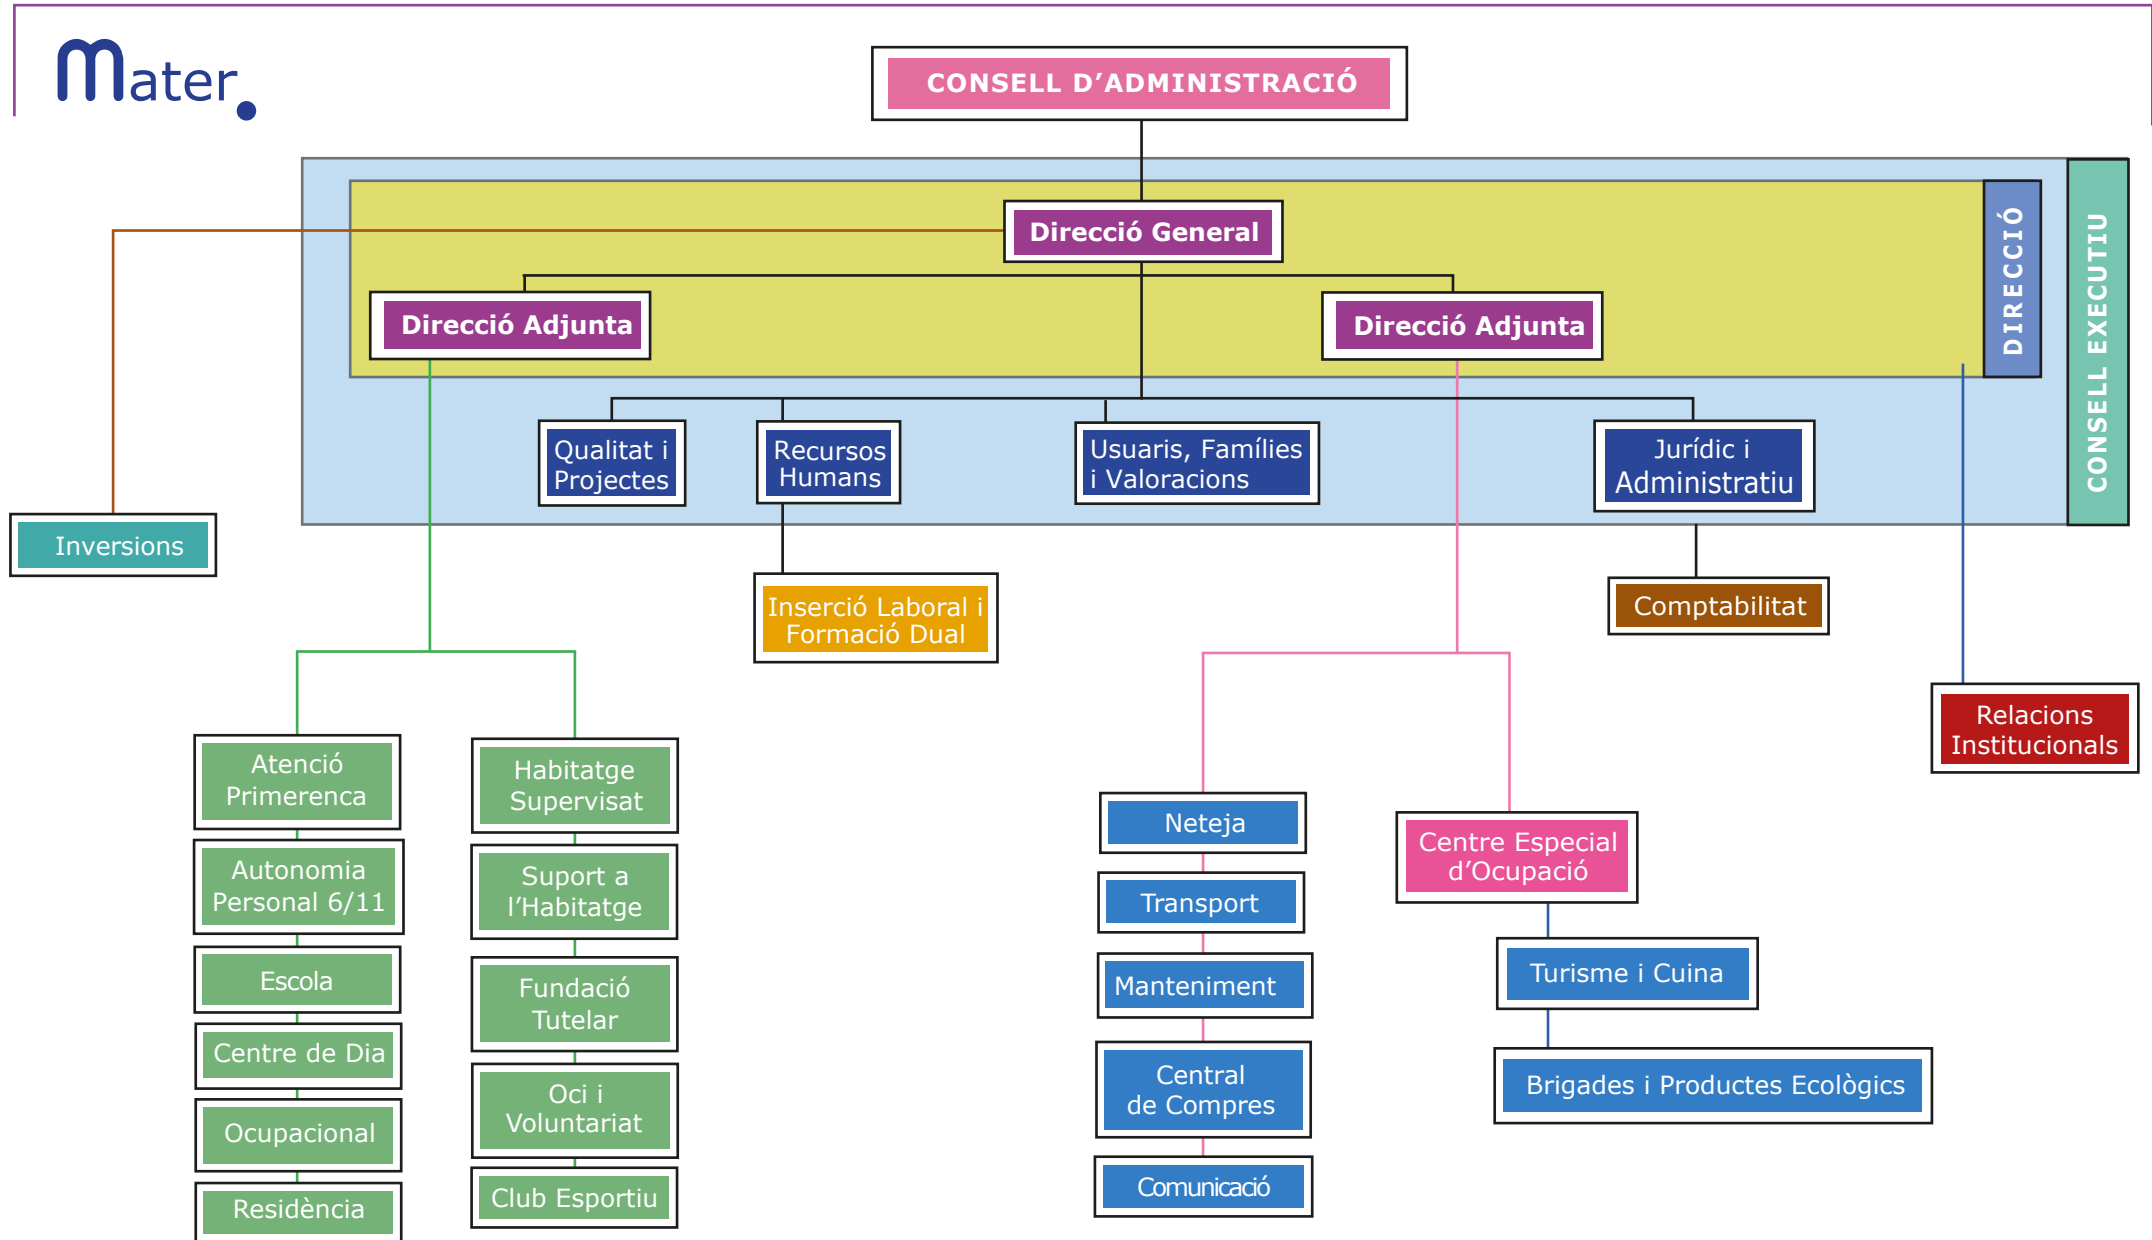 mater.
CONSELL D’ADMINISTRACIÓ
Direcció General
Direcció Adjunta
Direcció Adjunta
DIRECCIÓ
CONSELL EXECUTIU
Qualitat i
Projectes
Recursos
Humans
Usuaris, Famílies
i Valoracions
Jurídic i
Administratiu
Inversions
Inserció Laboral i
Formació Dual
Comptabilitat
Relacions
Institucionals
Atenció
Primerenca
Autonomia
Personal 6/11
Escola
Centre de Dia
Ocupacional
Residència
Habitatge
Supervisat
Suport a
l’Habitatge
Fundació
Tutelar
Oci i
Voluntariat
Club Esportiu
Neteja
Transport
Manteniment
Central
de Compres
Comunicació
Centre Especial
d’Ocupació
Turisme i Cuina
Brigades i Productes Ecològics